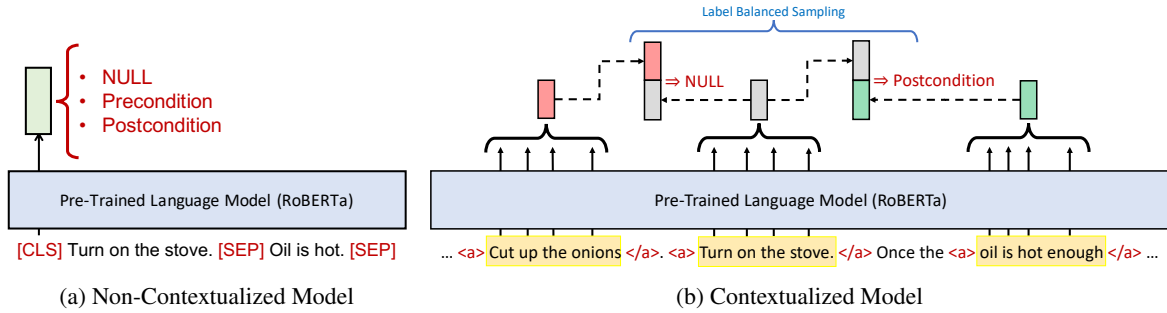 • NULL
• Precondition
• Postcondition
Pre-Trained Language Model (RoBERTa)
[CLS] Turn on the stove. [SEP] Oil is hot. [SEP]
(a) Non-Contextualized Model
Label Balanced Sampling
⇒ NULL
⇒ Postcondition
Pre-Trained Language Model (RoBERTa)
... <a> Cut up the onions </a>. <a> Turn on the stove. </a> Once the <a> oil is hot enough </a> ...
(b) Contextualized Model